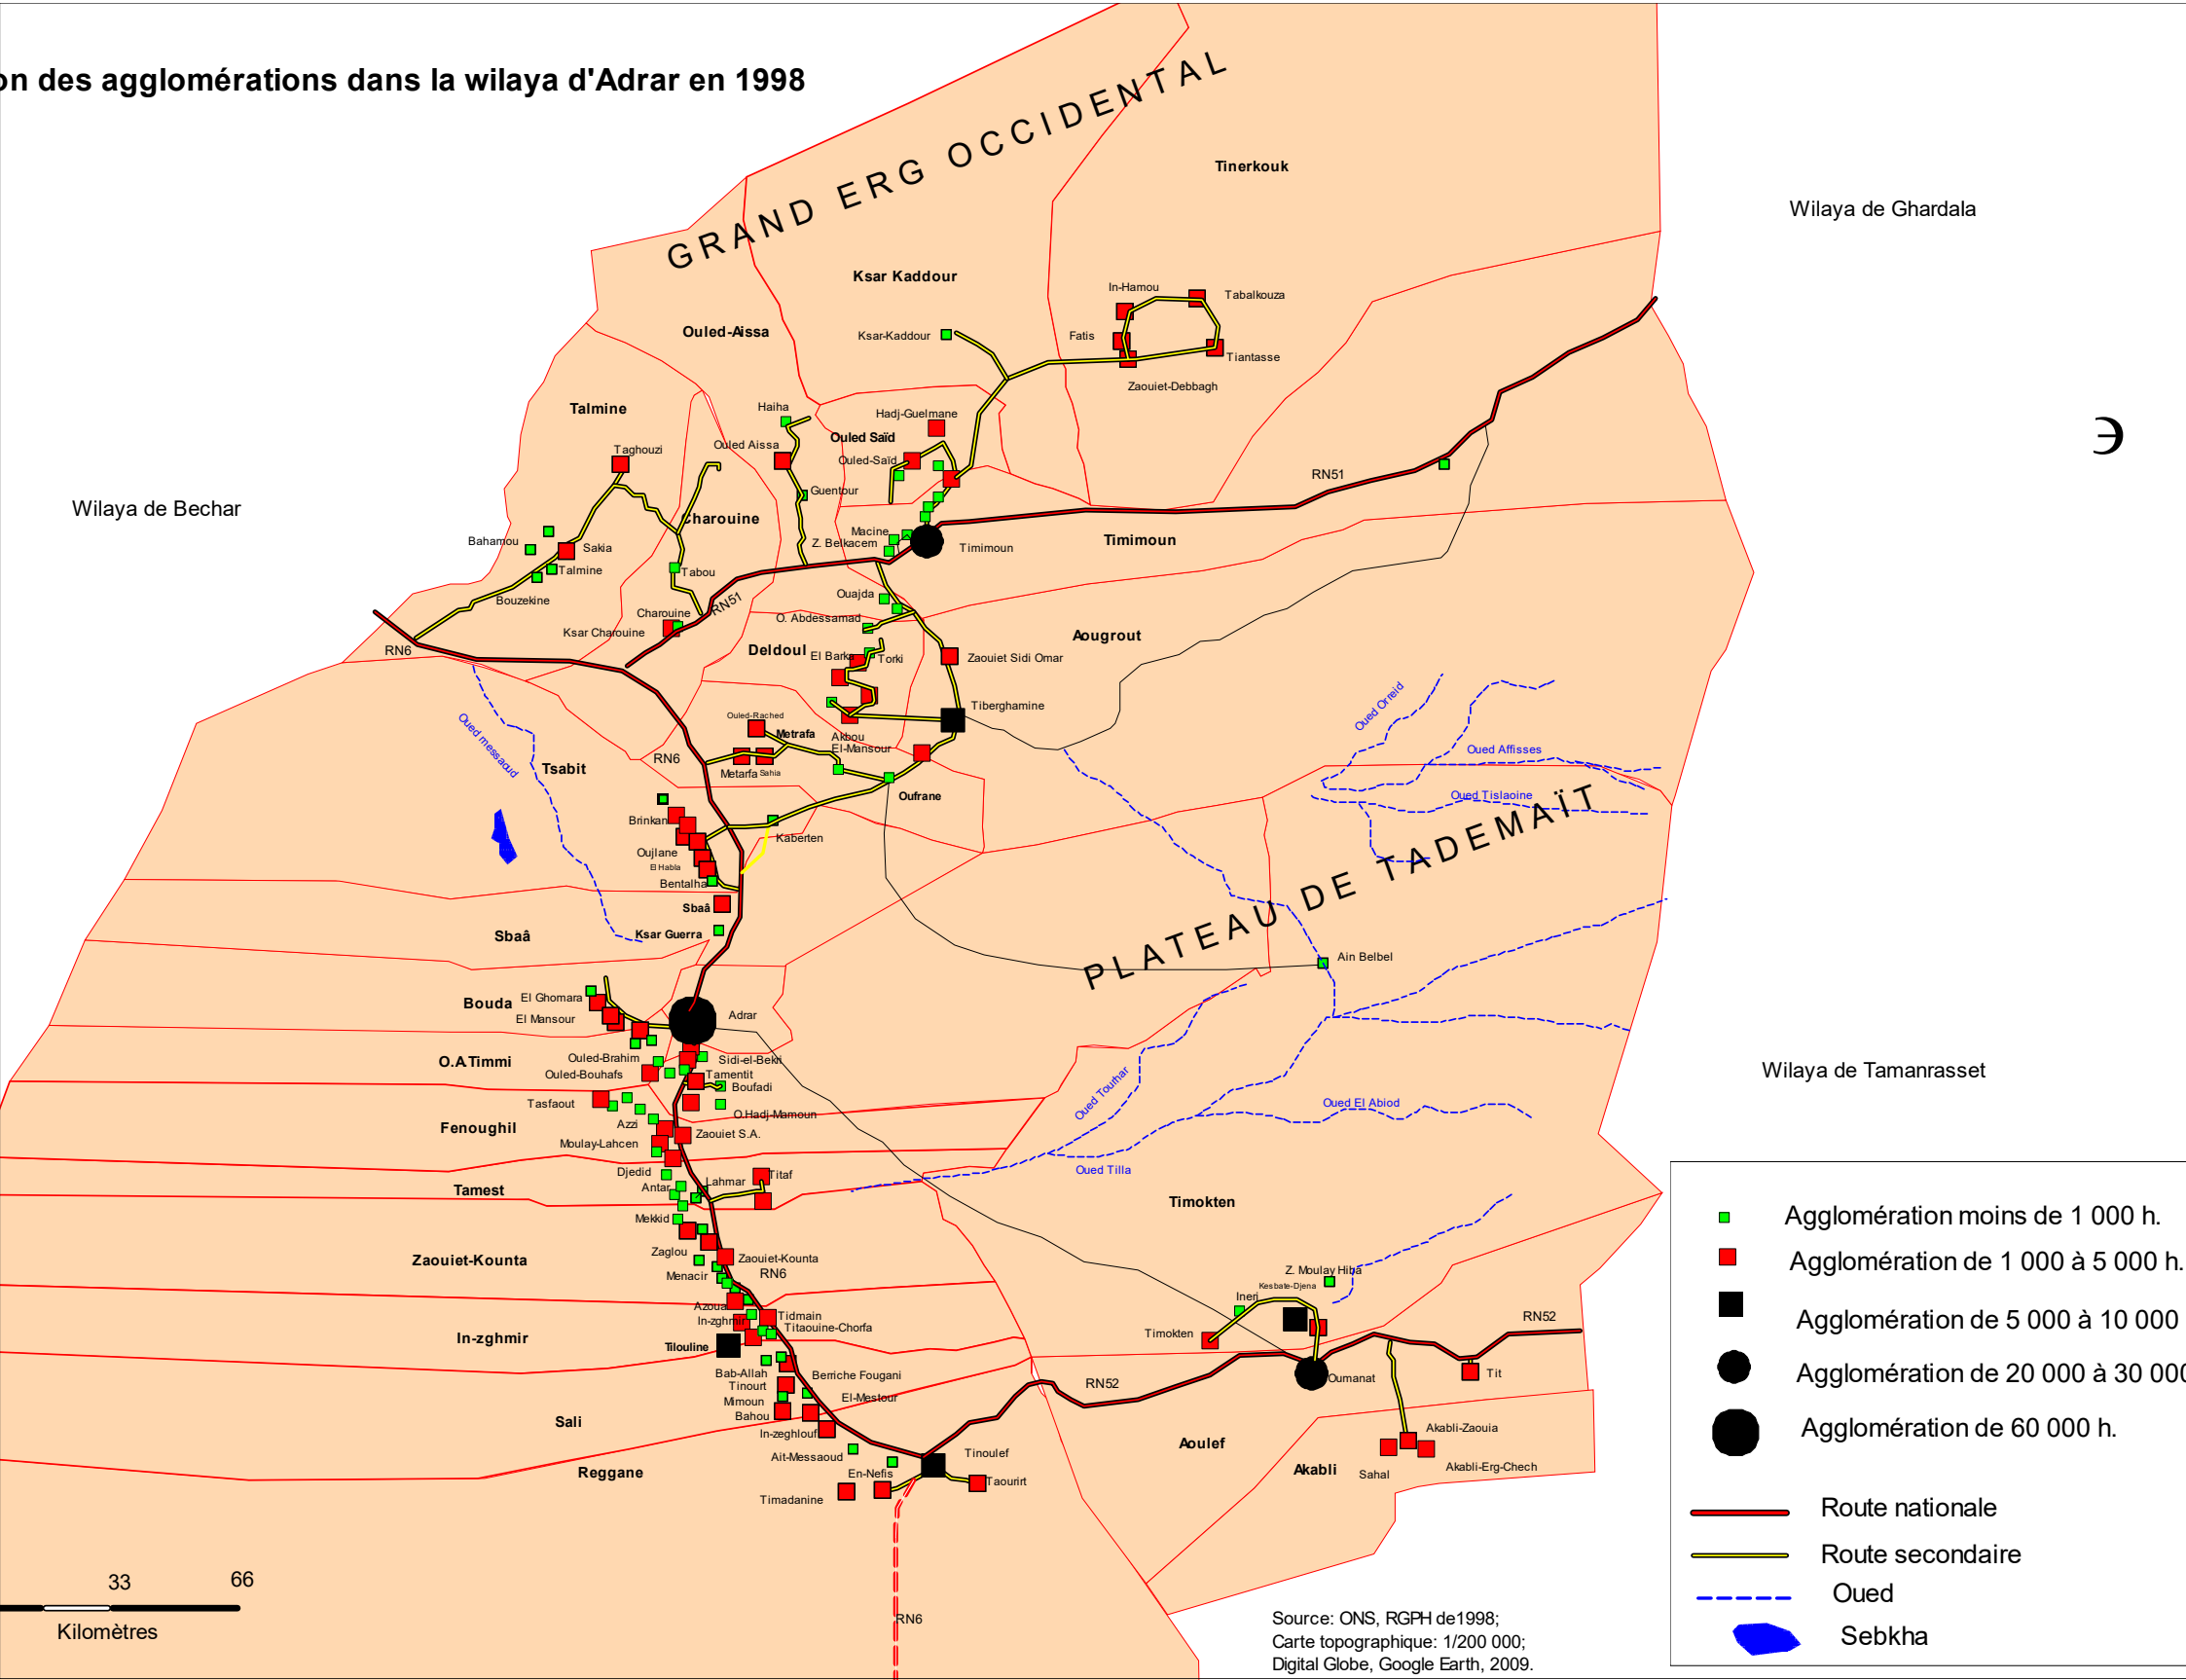 on des agglomérations dans la wilaya d'Adrar en 1998
GRAND ERG OCCIDENTAL
Tinerkouk
Wilaya de Ghardala
Ksar Kaddour
In-Hamou
Tabalkouza
Ouled-Aissa
Ksar-Kaddour
Fatis
Tiantasse
Zaouiet-Debbagh
Talmine
Haiha
Hadj-Guelmane
Ouled Saïd
Taghouzi
Ouled Aissa
Ouled-Saïd
RN51
Guentour
Wilaya de Bechar
Charouine
Macine
Bahamou
Sakia
Z. Belkacem
Timimoun
Timimoun
Talmine
Tabou
Bouzekine
Ouajda
RN51
Charouine
O. Abdessamad
Ksar Charouine
Aougrout
RN6
Deldoul
El Barka
Torki
Zaouiet Sidi Omar
Oued Orreid
Tiberghamine
Ouled-Rached
Oued messaoud
Metrafa
Akbou
El-Mansour
Oued Affisses
RN6
Tsabit
Metarfa
Sahia
Oufrane
Oued Tislaoine
PLATEAU DE TADEMAÏT
Brinkan
Kaberten
Oujlane
El Habla
Bentalha
Sbaâ
Sbaâ
Ksar Guerra
Ain Belbel
Bouda
El Ghomara
El Mansour
Adrar
O.A.Timmi
Ouled-Brahim
Sidi-el-Bekri
Ouled-Bouhafs
Tamentit
Wilaya de Tamanrasset
Boufadi
Oued Tourhar
Tasfaout
O.Hadj-Mamoun
Oued El Abiod
Fenoughil
Azzi
Zaouiet S.A.
Moulay-Lahcen
Oued Tilla
Djedid
Titaf
Tamest
Antar
Lahmar
Timokten
Mekkid
Zaouiet-Kounta
Zaglou
Zaouiet-Kounta
Menacir
RN6
Z. Moulay Hiba
Kesbate-Djena
Ineri
Azoua
In-zghmir
Tidmain
Titaouine-Chorfa
RN52
In-zghmir
Tilouline
Timokten
Bab-Allah
Berriche Fougani
Oumanat
Tit
Tinourt
RN52
Mimoun
El-Mestour
Bahou
Sali
In-zeghlouf
Akabli-Zaouia
Ait-Messaoud
Tinoulef
Aoulef
Reggane
En-Nefis
Taourirt
Akabli
Sahal
Akabli-Erg-Chech
Timadanine
RN6
Agglomération moins de 1 000 h.
Agglomération de 1 000 à 5 000 h.
Agglomération de 5 000 à 10 000
Agglomération de 20 000 à 30 000
Agglomération de 60 000 h.
Route nationale
Route secondaire
Oued
Sebkha
33 66
Kilomètres
Source: ONS, RGPH de1998;
Carte topographique: 1/200 000;
Digital Globe, Google Earth, 2009.